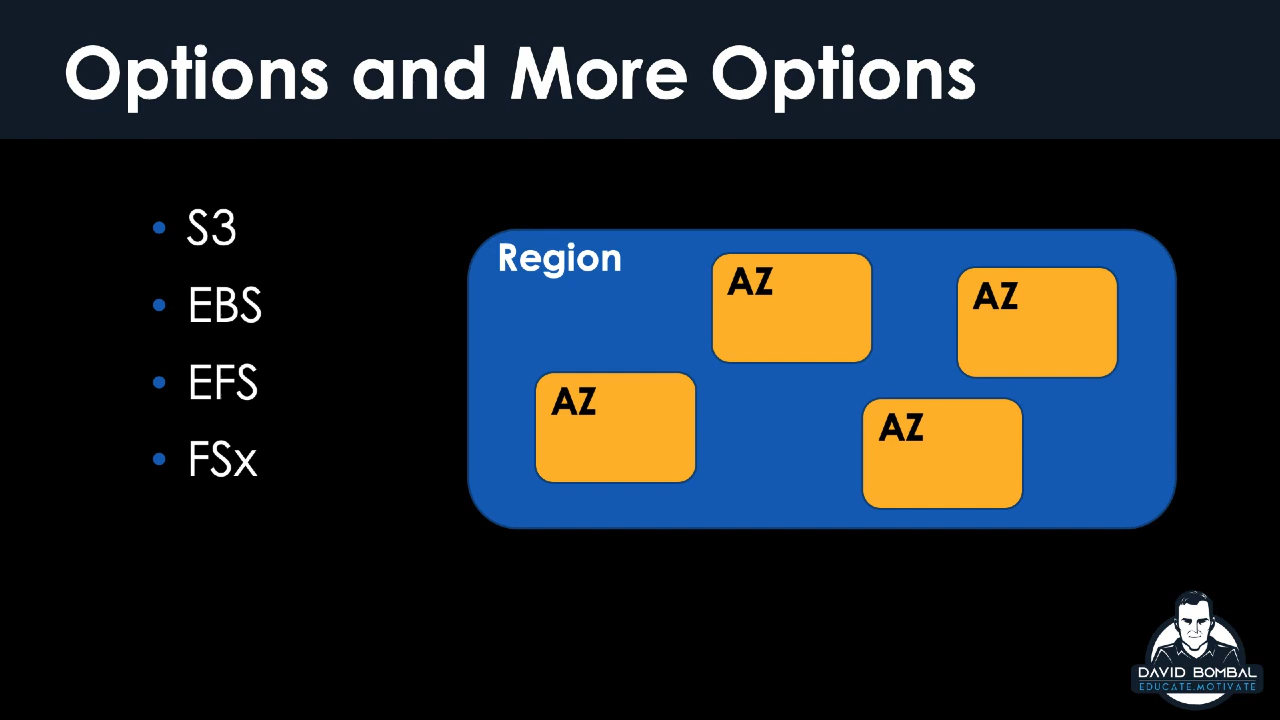 Options and More Options
S3
EBS
EFS
FSx
Region
AZ
AZ
AZ
AZ
DAVID BOMBAL
EDUCATE.MOTIVATE